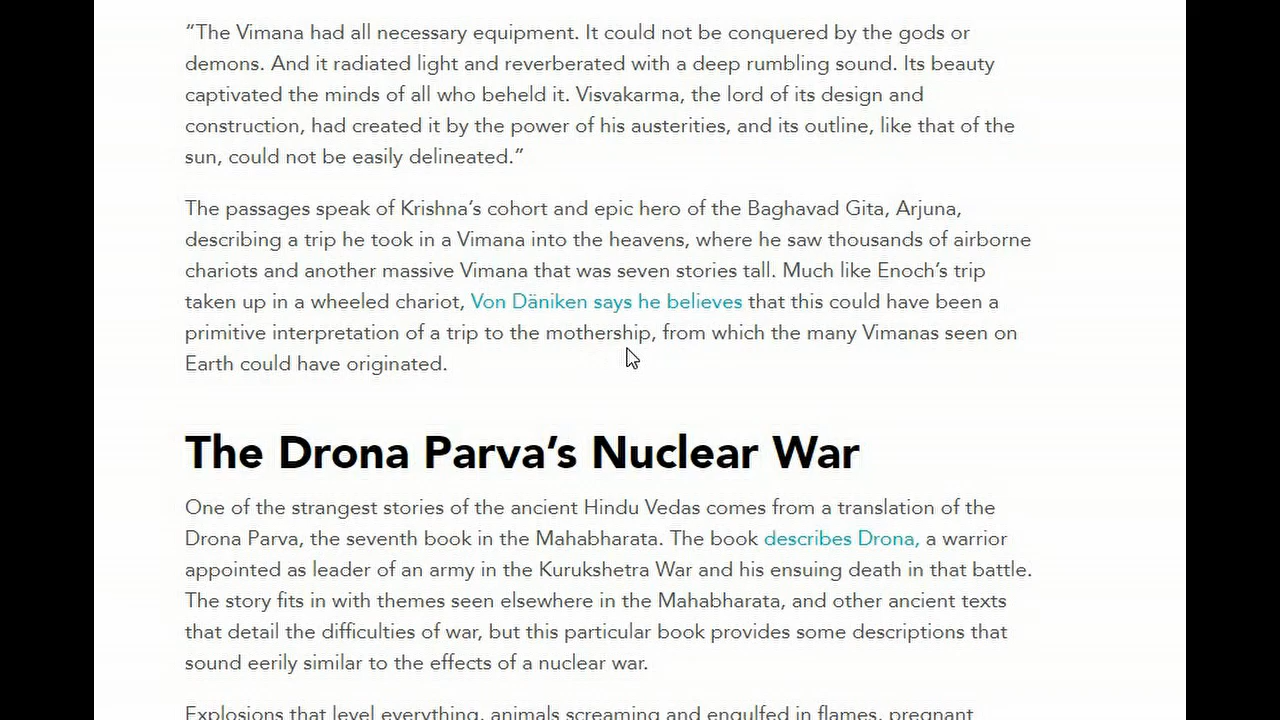 “The Vimana had all necessary equipment. It could not be conquered by the gods or
demons. And it radiated light and reverberated with a deep rumbling sound. Its beauty
captivated the minds of all who beheld it. Visvakarma, the lord of its design and
construction, had created it by the power of his austerities, and its outline, like that of the
sun, could not be easily delineated.”
The passages speak of Krishna’s cohort and epic hero of the Baghavad Gita, Arjuna,
describing a trip he took in a Vimana into the heavens, where he saw thousands of airborne
chariots and another massive Vimana that was seven stories tall. Much like Enoch’s trip
taken up in a wheeled chariot, Von Däniken says he believes that this could have been a
primitive interpretation of a trip to the mothership, from which the many Vimanas seen on
Earth could have originated.
The Drona Parva’s Nuclear War
One of the strangest stories of the ancient Hindu Vedas comes from a translation of the
Drona Parva, the seventh book in the Mahabharata. The book describes Drona, a warrior
appointed as leader of an army in the Kurukshetra War and his ensuing death in that battle.
The story fits in with themes seen elsewhere in the Mahabharata, and other ancient texts
that detail the difficulties of war, but this particular book provides some descriptions that
sound eerily similar to the effects of a nuclear war.
Explosions that level everything, animals screaming and engulfed in flames, pregnant